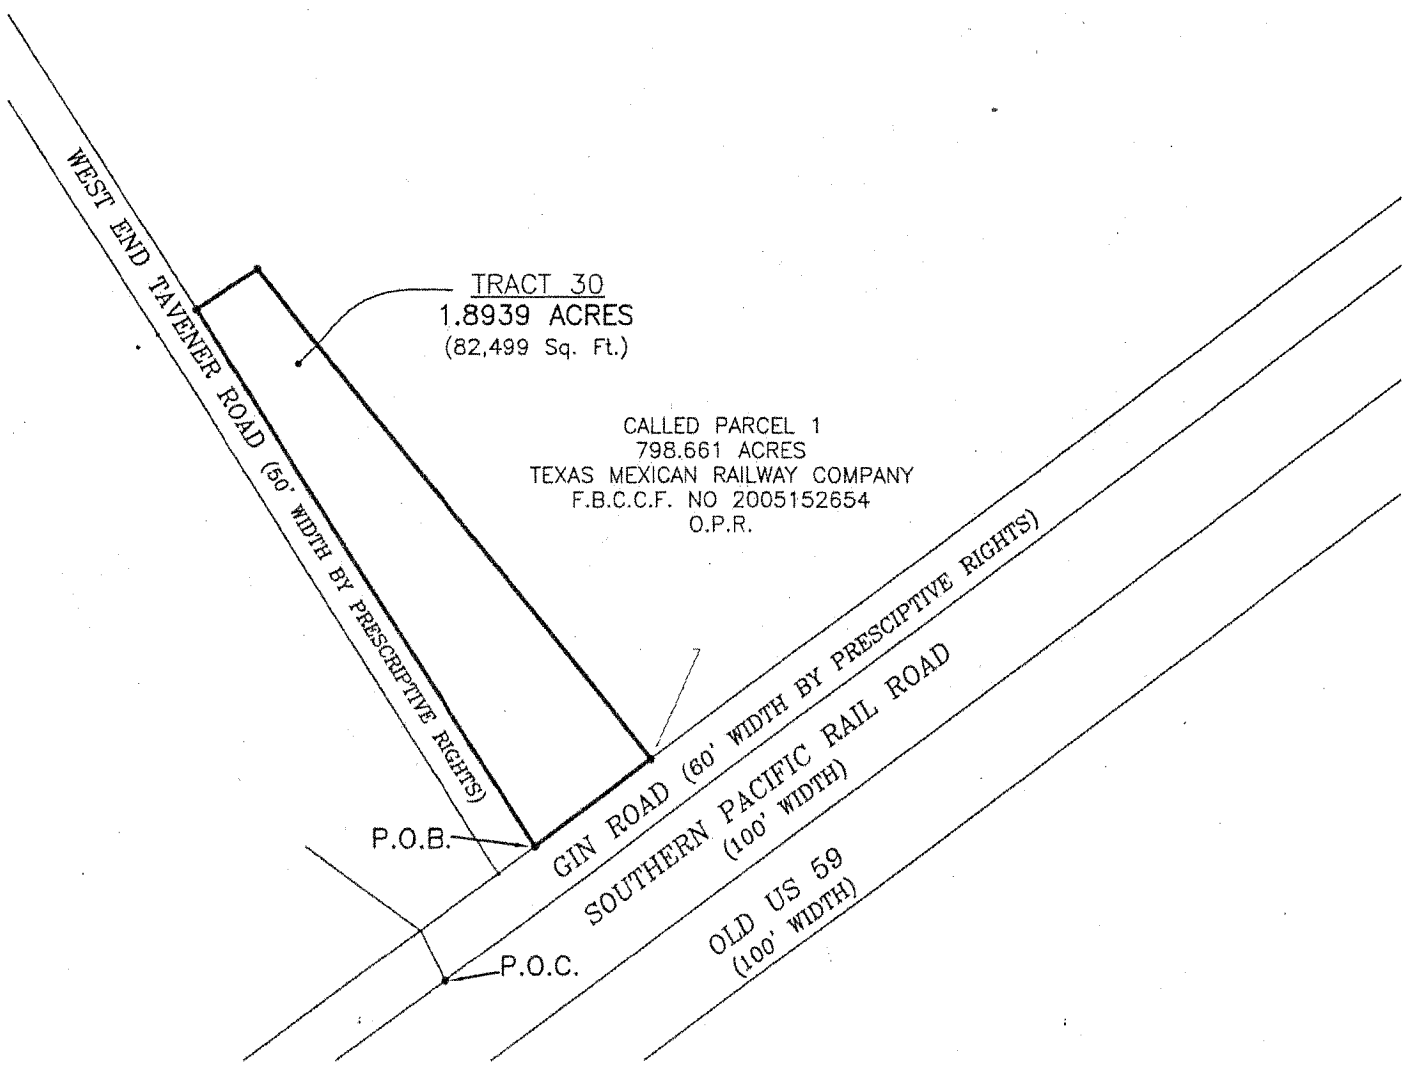 WEST END TAVENER ROAD (50' WIDTH BY PRESCRIPTIVE RIGHTS)
TRACT 30
1.8939 ACRES
(82,499 Sq. Ft.)
CALLED PARCEL 1
798.661 ACRES
TEXAS MEXICAN RAILWAY COMPANY
F.B.C.C.F. NO 2005152654
O.P.R.
P.O.B.
GIN ROAD (60' WIDTH BY PRESCIPTIVE RIGHTS)
SOUTHERN PACIFIC RAIL ROAD
(100' WIDTH)
OLD US 59
(100' WIDTH)
P.O.C.